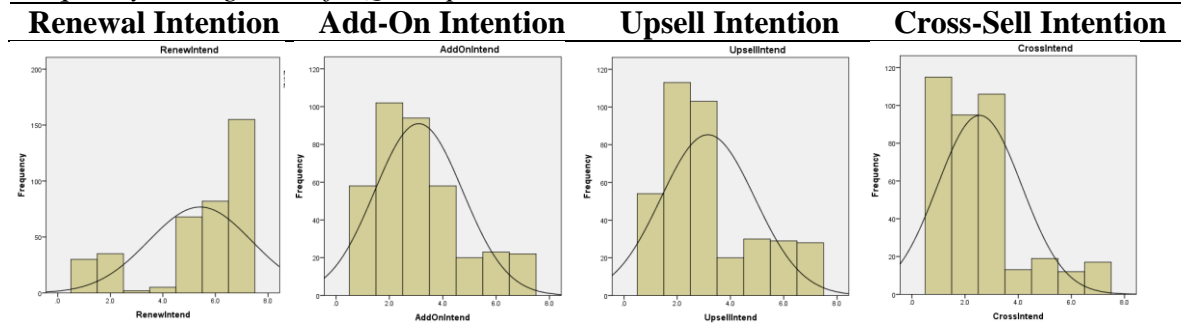 Renewal Intention Add-On Intention Upsell Intention Cross-Sell Intention
RenewIntend
200
150
100
50
0
Frequency
.0 2.0 4.0 6.0 8.0
RenewIntend
AddOnIntend
120
100
80
60
40
20
0
Frequency
.0 2.0 4.0 6.0 8.0
AddOnIntend
UpsellIntend
120
100
80
60
40
20
0
Frequency
.0 2.0 4.0 6.0 8.0
UpsellIntend
CrossIntend
120
100
80
60
40
20
0
Frequency
.0 2.0 4.0 6.0 8.0
CrossIntend